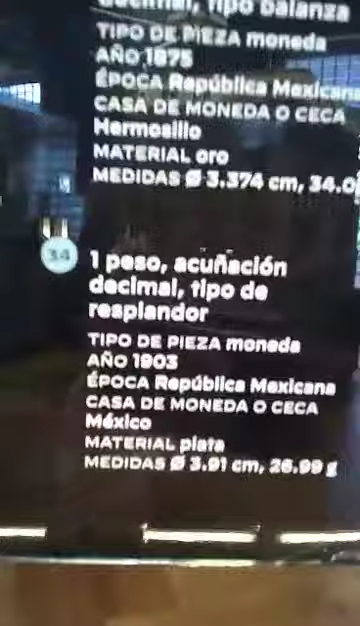 decimal, tipo balanza
TIPO DE PIEZA moneda
AÑO 1875
ÉPOCA República Mexicana
CASA DE MONEDA O CECA
Hermosillo
MATERIAL oro
MEDIDAS Ø 3.374 cm, 34.0
34
1 peso, acuñación
decimal, tipo de
resplandor
TIPO DE PIEZA moneda
AÑO 1903
ÉPOCA República Mexicana
CASA DE MONEDA O CECA
México
MATERIAL plata
MEDIDAS Ø 3.91 cm, 26.99 g